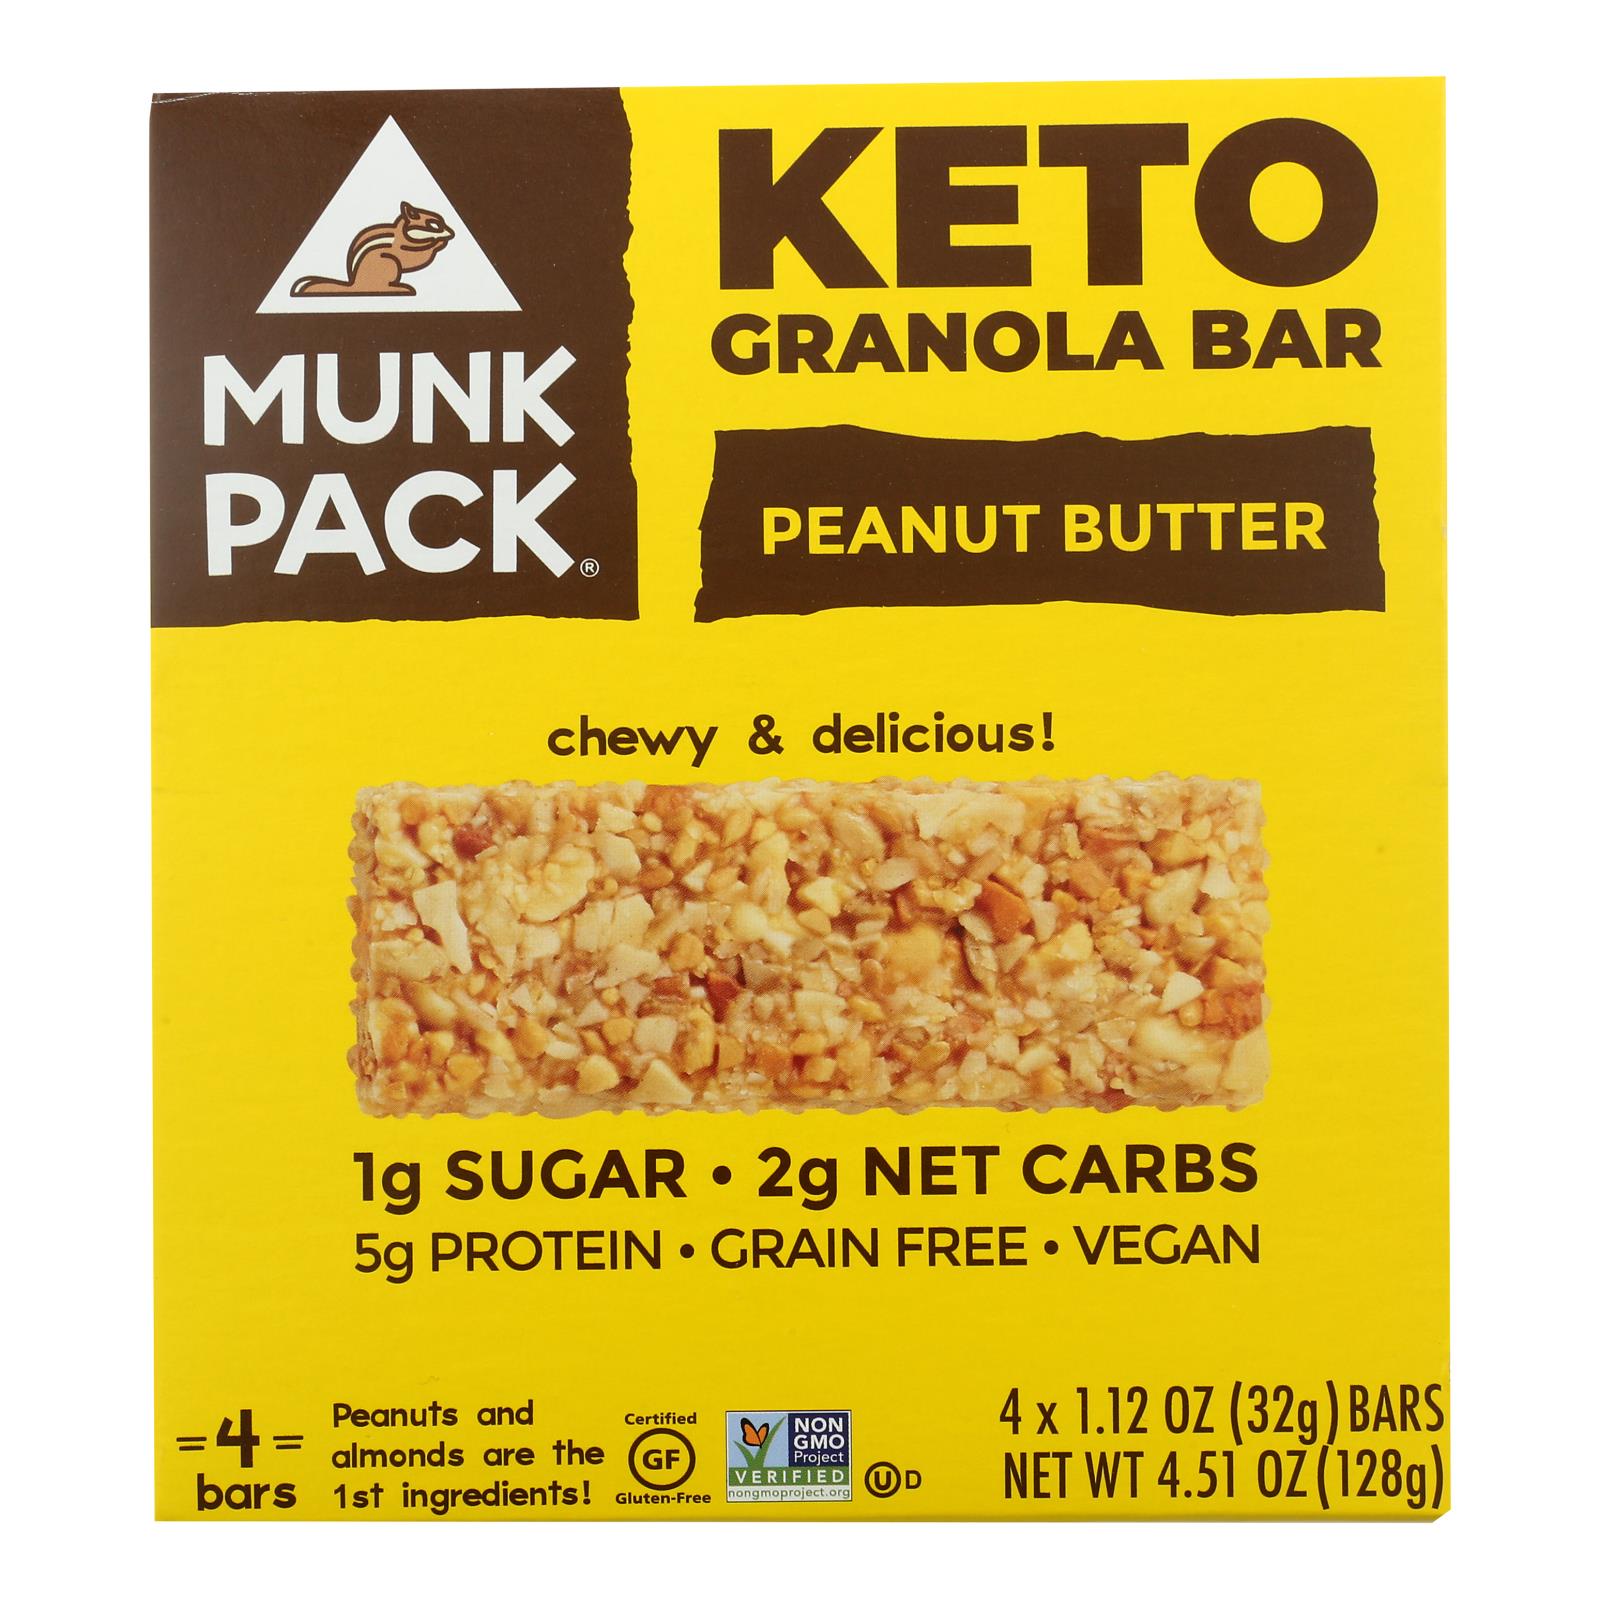 MUNK
PACK®
KETO
GRANOLA BAR
PEANUT BUTTER
chewy & delicious!
1g SUGAR • 2g NET CARBS
5g PROTEIN • GRAIN FREE • VEGAN
=4=
bars
Peanuts and
almonds are the
1st ingredients!
Certified
GF
Gluten-Free
NON
GMO
Project
VERIFIED
nongmoproject.org
U D
4 x 1.12 OZ (32g) BARS
NET WT 4.51 OZ (128g)